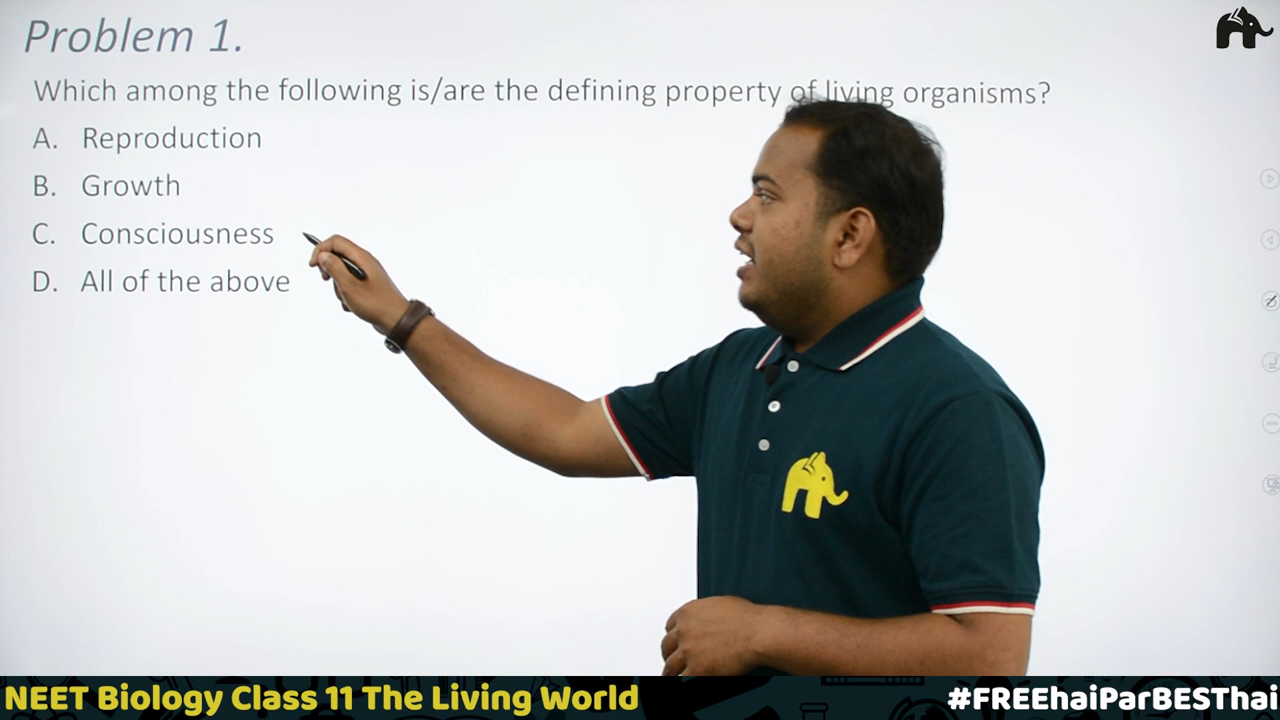 Problem 1.
Which among the following is/are the defining property of living organisms?
A. Reproduction
B. Growth
C. Consciousness
D. All of the above
NEET Biology Class 11 The Living World
#FREEhaiParBESThai